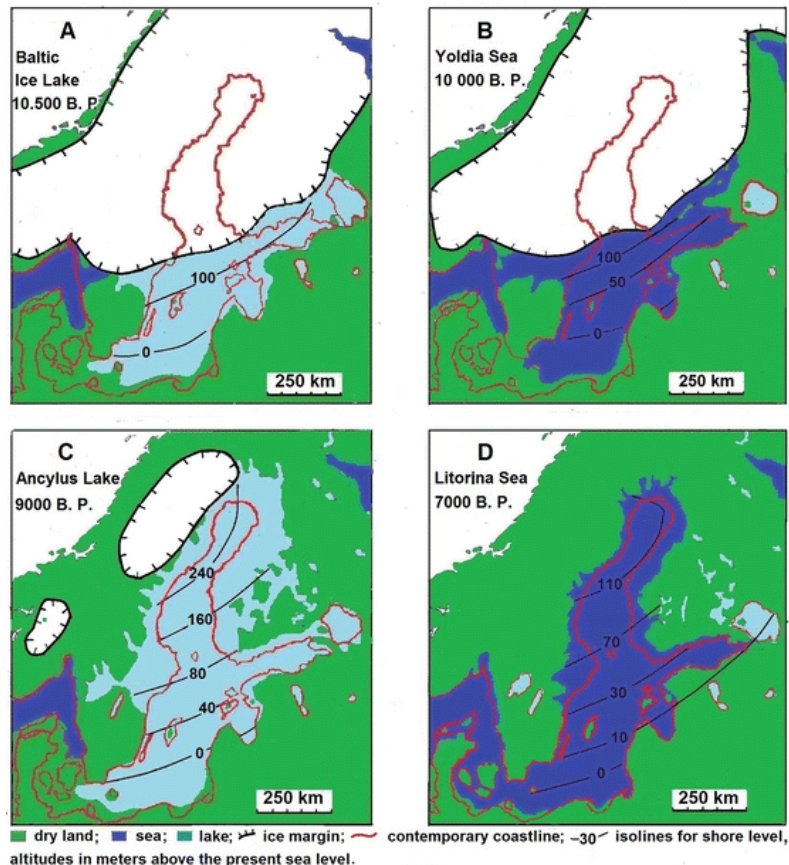 A
Baltic
Ice Lake
10.500 B. P.
100
0
250 km
B
Yoldia Sea
10 000 B. P.
100
50
0
250 km
C
Ancylus Lake
9000 B. P.
240
160
80
40
0
250 km
D
Litorina Sea
7000 B. P.
110
70
30
10
0
250 km
dry land; sea; lake; ice margin; contemporary coastline; –30 isolines for shore level,
altitudes in meters above the present sea level.